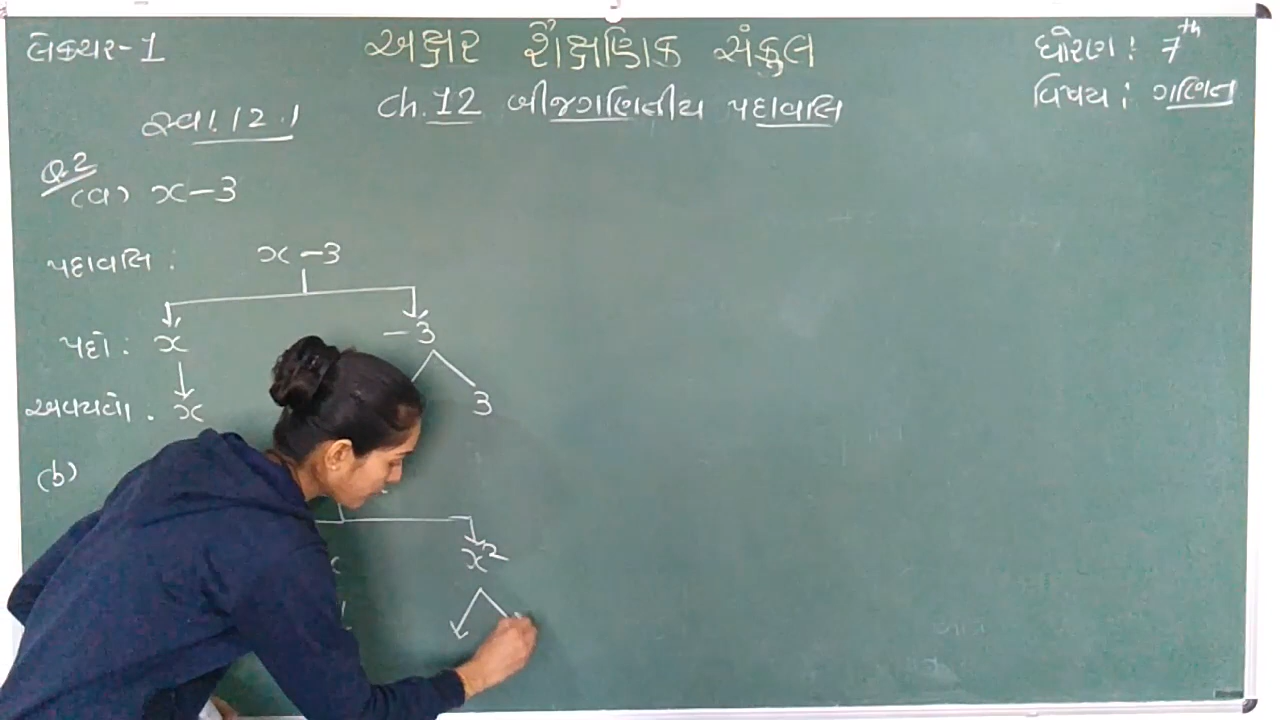 લેક્ચર-1
અક્ષર શૈક્ષણિક સંકુલ
ધોરણ : 7th
Ch. 12 બીજગણિતીય પદાવલિ
વિષય : ગણિત
સ્વા. 12.1
Q.2
(a) x-3
પદાવલિ : x-3
પદો : x -3
અવયવો . x 3
(b)
x²